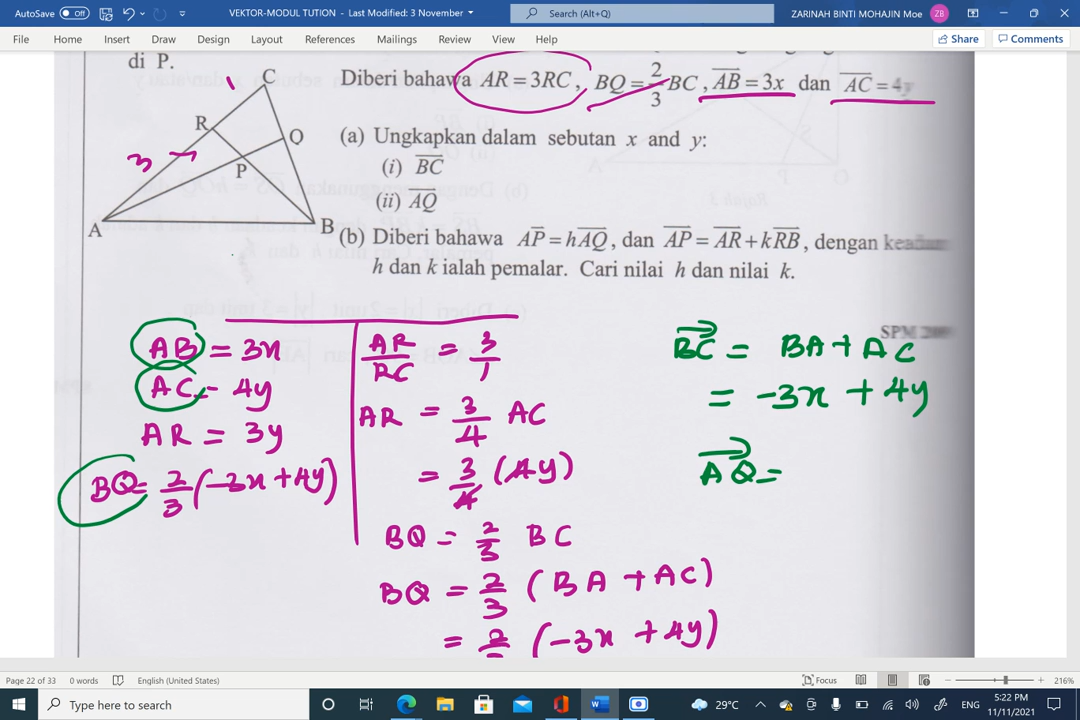 AutoSave Off VEKTOR-MODUL TUTION - Last Modified: 3 November Search (Alt+Q) ZARINAH BINTI MOHAJIN Moe ZB
File Home Insert Draw Design Layout References Mailings Review View Help Share Comments
di P.
Diberi bahawa AR = 3RC, BQ = 2/3 BC, AB = 3x dan AC = 4y
1
C
R
Q
3
P
A
B
(a) Ungkapkan dalam sebutan x and y:
(i) BC
(ii) AQ
(b) Diberi bahawa AP = hAQ, dan AP = AR + kRB, dengan keadaan
h dan k ialah pemalar. Cari nilai h dan nilai k.
SPM
AB = 3x
AC = 4y
AR = 3y
BQ = 2/3 (-3x + 4y)
AR/RC = 3/1
AR = 3/4 AC
= 3/4 (4y)
BQ = 2/3 BC
BQ = 2/3 (BA + AC)
= 2/3 (-3x + 4y)
BC = BA + AC
= -3x + 4y
AQ =
Page 22 of 33 0 words English (United States) Focus 216%
Type here to search 29°C ENG 5:22 PM
11/11/2021